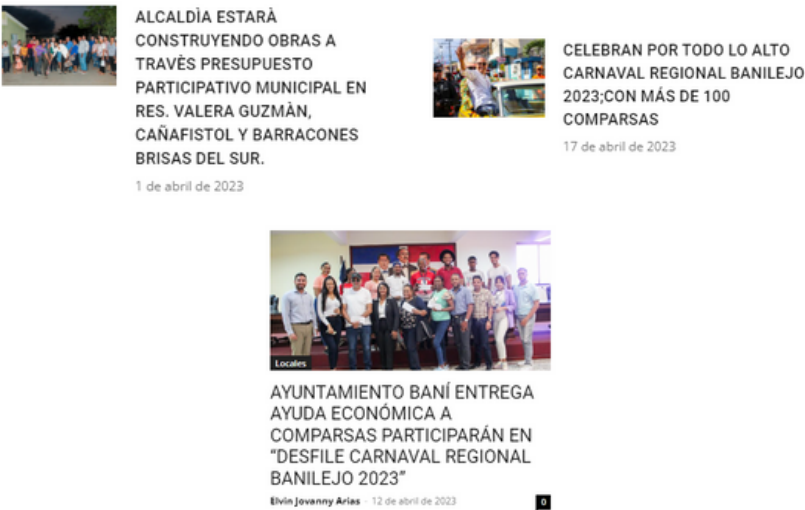 ALCALDÌA ESTARÀ
CONSTRUYENDO OBRAS A
TRAVÈS PRESUPUESTO
PARTICIPATIVO MUNICIPAL EN
RES. VALERA GUZMÀN,
CAÑAFISTOL Y BARRACONES
BRISAS DEL SUR.
1 de abril de 2023
CELEBRAN POR TODO LO ALTO
CARNAVAL REGIONAL BANILEJO
2023;CON MÁS DE 100
COMPARSAS
17 de abril de 2023
Locales
AYUNTAMIENTO BANÍ ENTREGA
AYUDA ECONÓMICA A
COMPARSAS PARTICIPARÁN EN
“DESFILE CARNAVAL REGIONAL
BANILEJO 2023”
Elvin Jovanny Arias - 12 de abril de 2023
0